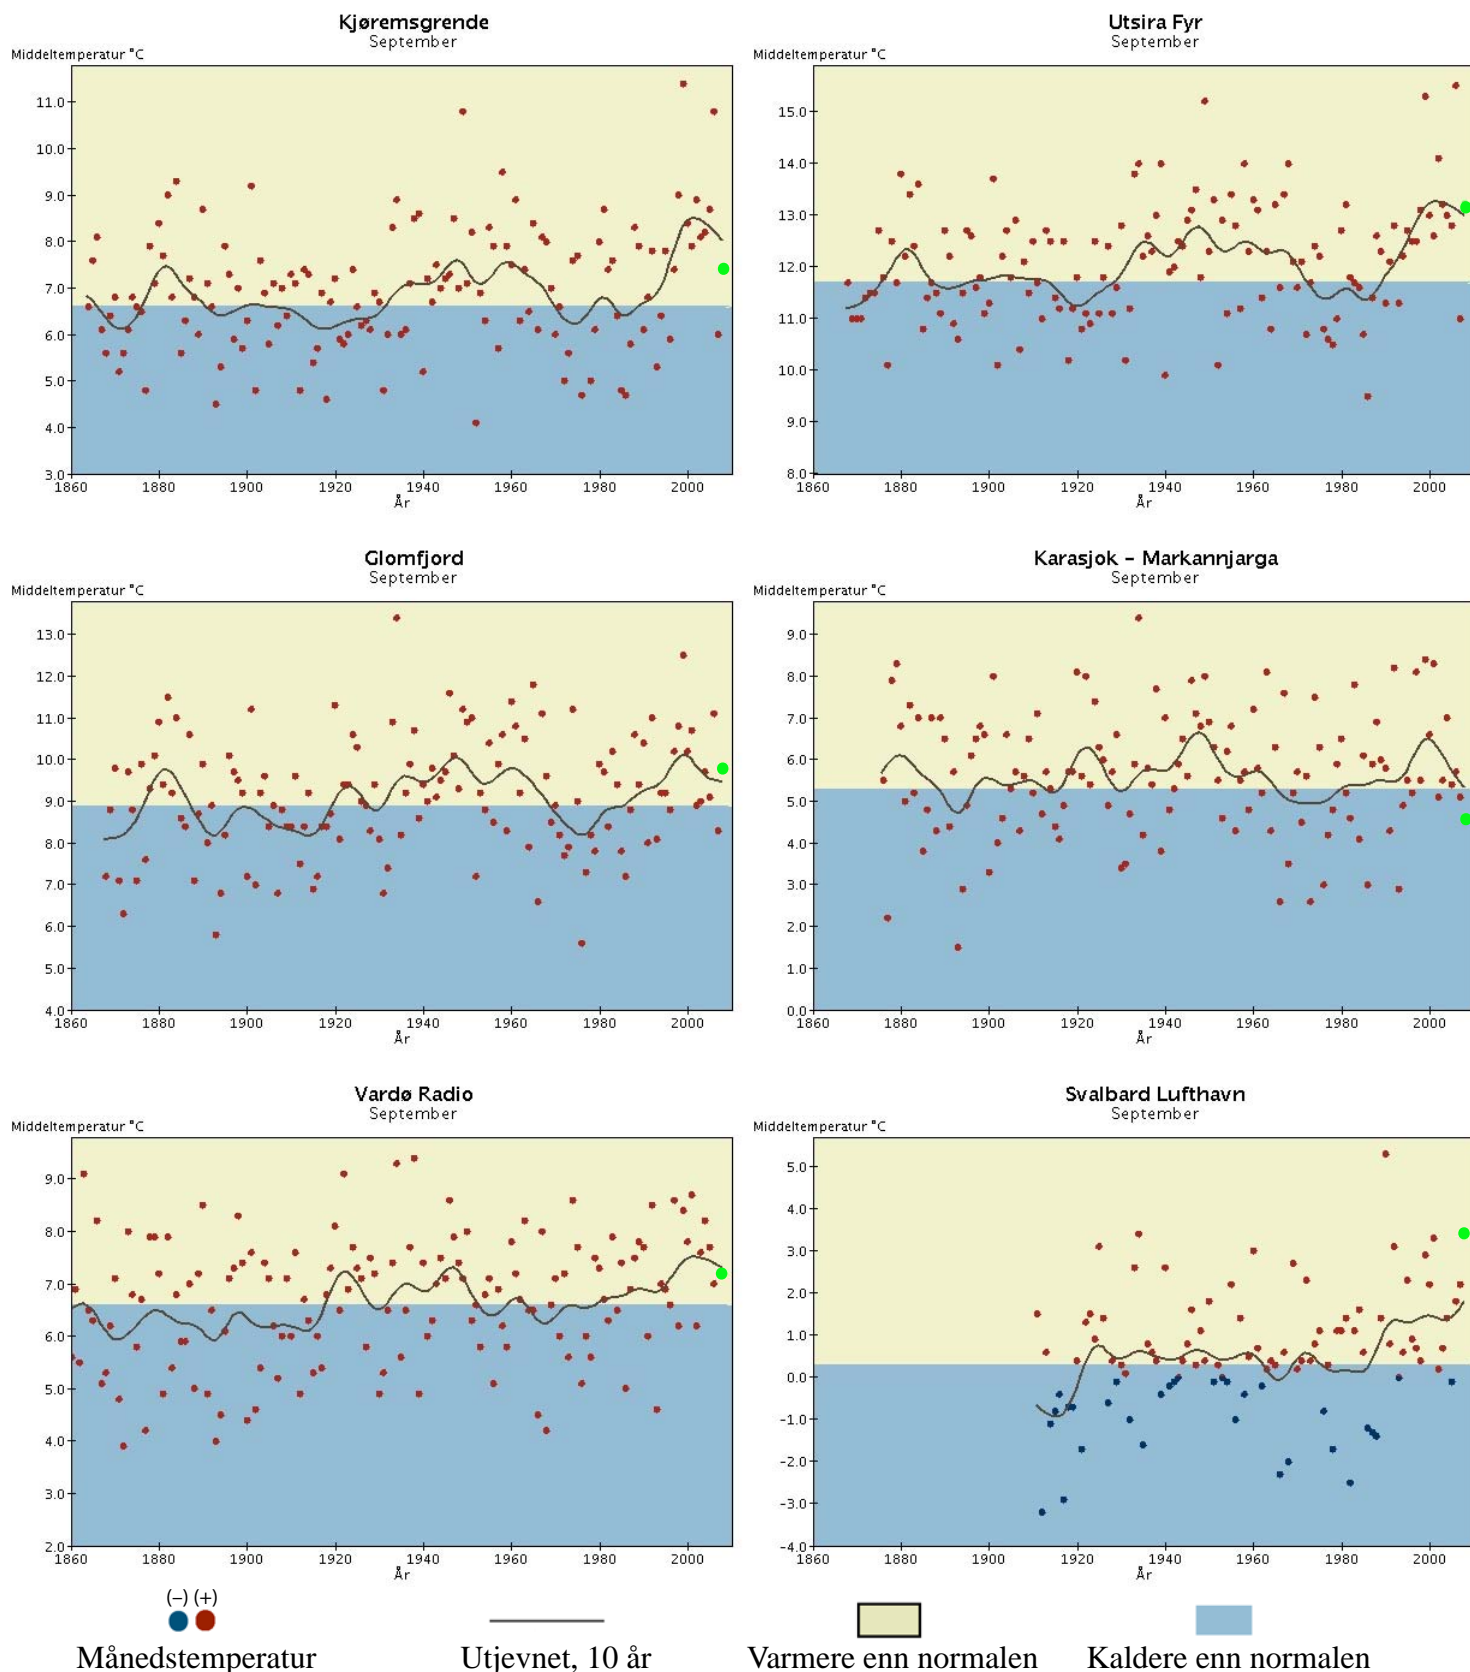 Kjøremsgrende
September
Middeltemperatur °C
11.0
10.0
9.0
8.0
7.0
6.0
5.0
4.0
3.0
1860 1880 1900 1920 1940 1960 1980 2000
År
Utsira Fyr
September
Middeltemperatur °C
15.0
14.0
13.0
12.0
11.0
10.0
9.0
8.0
1860 1880 1900 1920 1940 1960 1980 2000
År
Glomfjord
September
Middeltemperatur °C
13.0
12.0
11.0
10.0
9.0
8.0
7.0
6.0
5.0
4.0
1860 1880 1900 1920 1940 1960 1980 2000
År
Karasjok - Markannjarga
September
Middeltemperatur °C
9.0
8.0
7.0
6.0
5.0
4.0
3.0
2.0
1.0
0.0
1860 1880 1900 1920 1940 1960 1980 2000
År
Vardø Radio
September
Middeltemperatur °C
9.0
8.0
7.0
6.0
5.0
4.0
3.0
2.0
1860 1880 1900 1920 1940 1960 1980 2000
År
Svalbard Lufthavn
September
Middeltemperatur °C
5.0
4.0
3.0
2.0
1.0
0.0
-1.0
-2.0
-3.0
-4.0
1860 1880 1900 1920 1940 1960 1980 2000
År
(–) (+)
Månedstemperatur Utjevnet, 10 år Varmere enn normalen Kaldere enn normalen